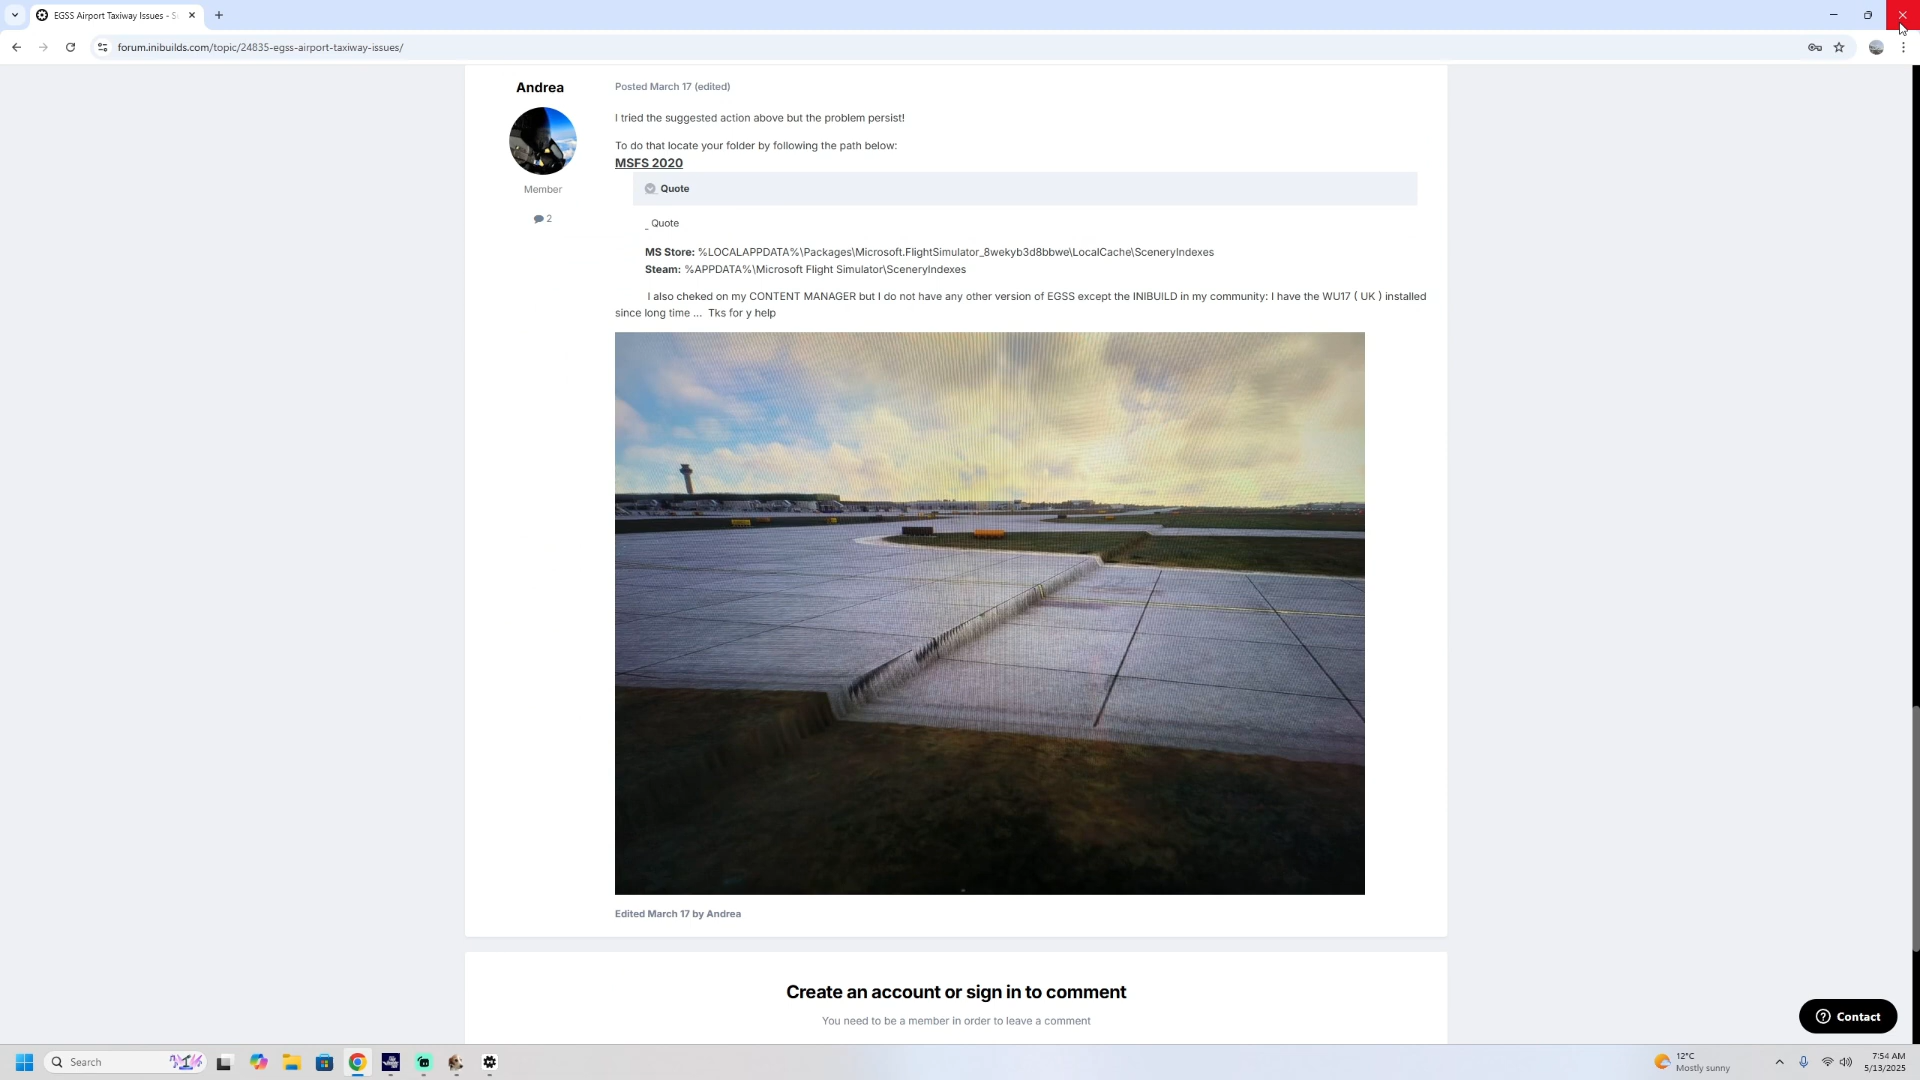 EGSS Airport Taxiway Issues - S
forum.inibuilds.com/topic/24835-egss-airport-taxiway-issues/
Andrea
Member
2
Posted March 17 (edited)
I tried the suggested action above but the problem persist!
To do that locate your folder by following the path below:
MSFS 2020
Quote
_ Quote
MS Store: %LOCALAPPDATA%\Packages\Microsoft.FlightSimulator_8wekyb3d8bbwe\LocalCache\SceneryIndexes
Steam: %APPDATA%\Microsoft Flight Simulator\SceneryIndexes
I also cheked on my CONTENT MANAGER but I do not have any other version of EGSS except the INIBUILD in my community: I have the WU17 ( UK ) installed
since long time ... Tks for y help
Edited March 17 by Andrea
Create an account or sign in to comment
You need to be a member in order to leave a comment
Contact
Search
12°C
Mostly sunny
7:54 AM
5/13/2025